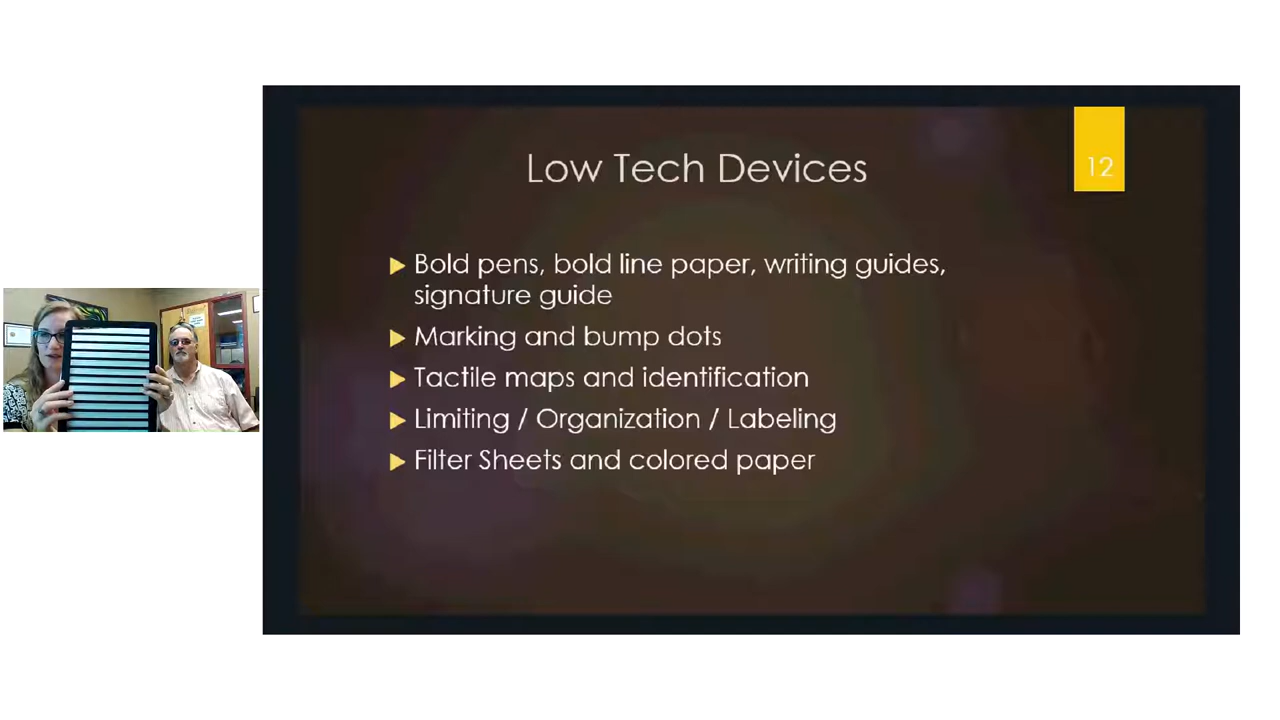 Low Tech Devices
12
Bold pens, bold line paper, writing guides,
signature guide
Marking and bump dots
Tactile maps and identification
Limiting / Organization / Labeling
Filter Sheets and colored paper